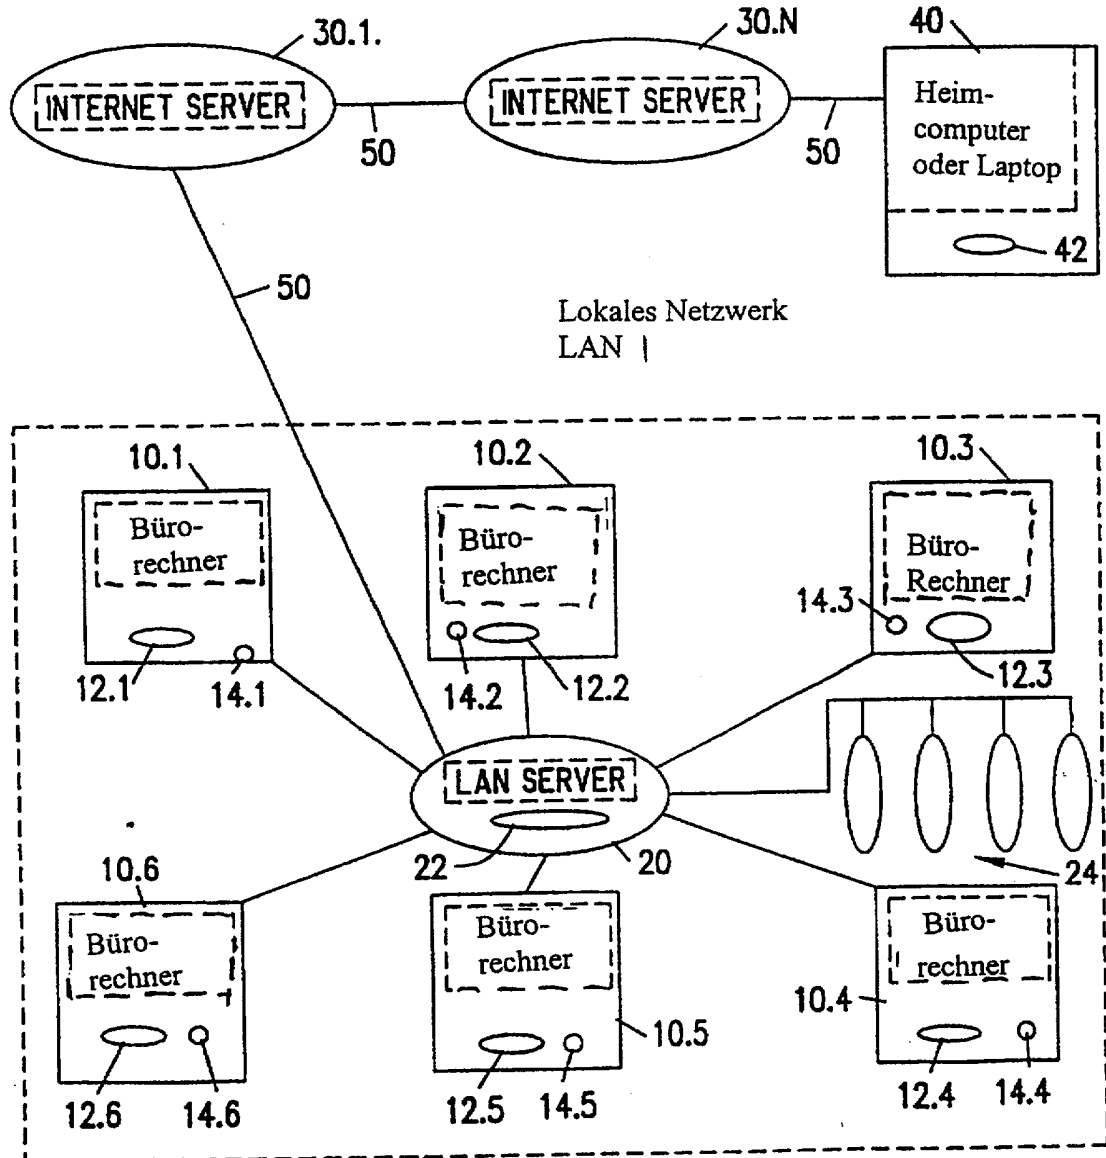 30.1.
30.N
40
INTERNET SERVER
INTERNET SERVER
Heim-
computer
oder Laptop
50
50
42
50
Lokales Netzwerk
LAN
10.1
10.2
10.3
Büro-
rechner
Büro-
rechner
Büro-
Rechner
14.3
12.1
14.1
14.2
12.2
12.3
LAN SERVER
22
20
24
10.6
Büro-
rechner
Büro-
rechner
Büro-
rechner
10.5
10.4
12.6
14.6
12.5
14.5
12.4
14.4